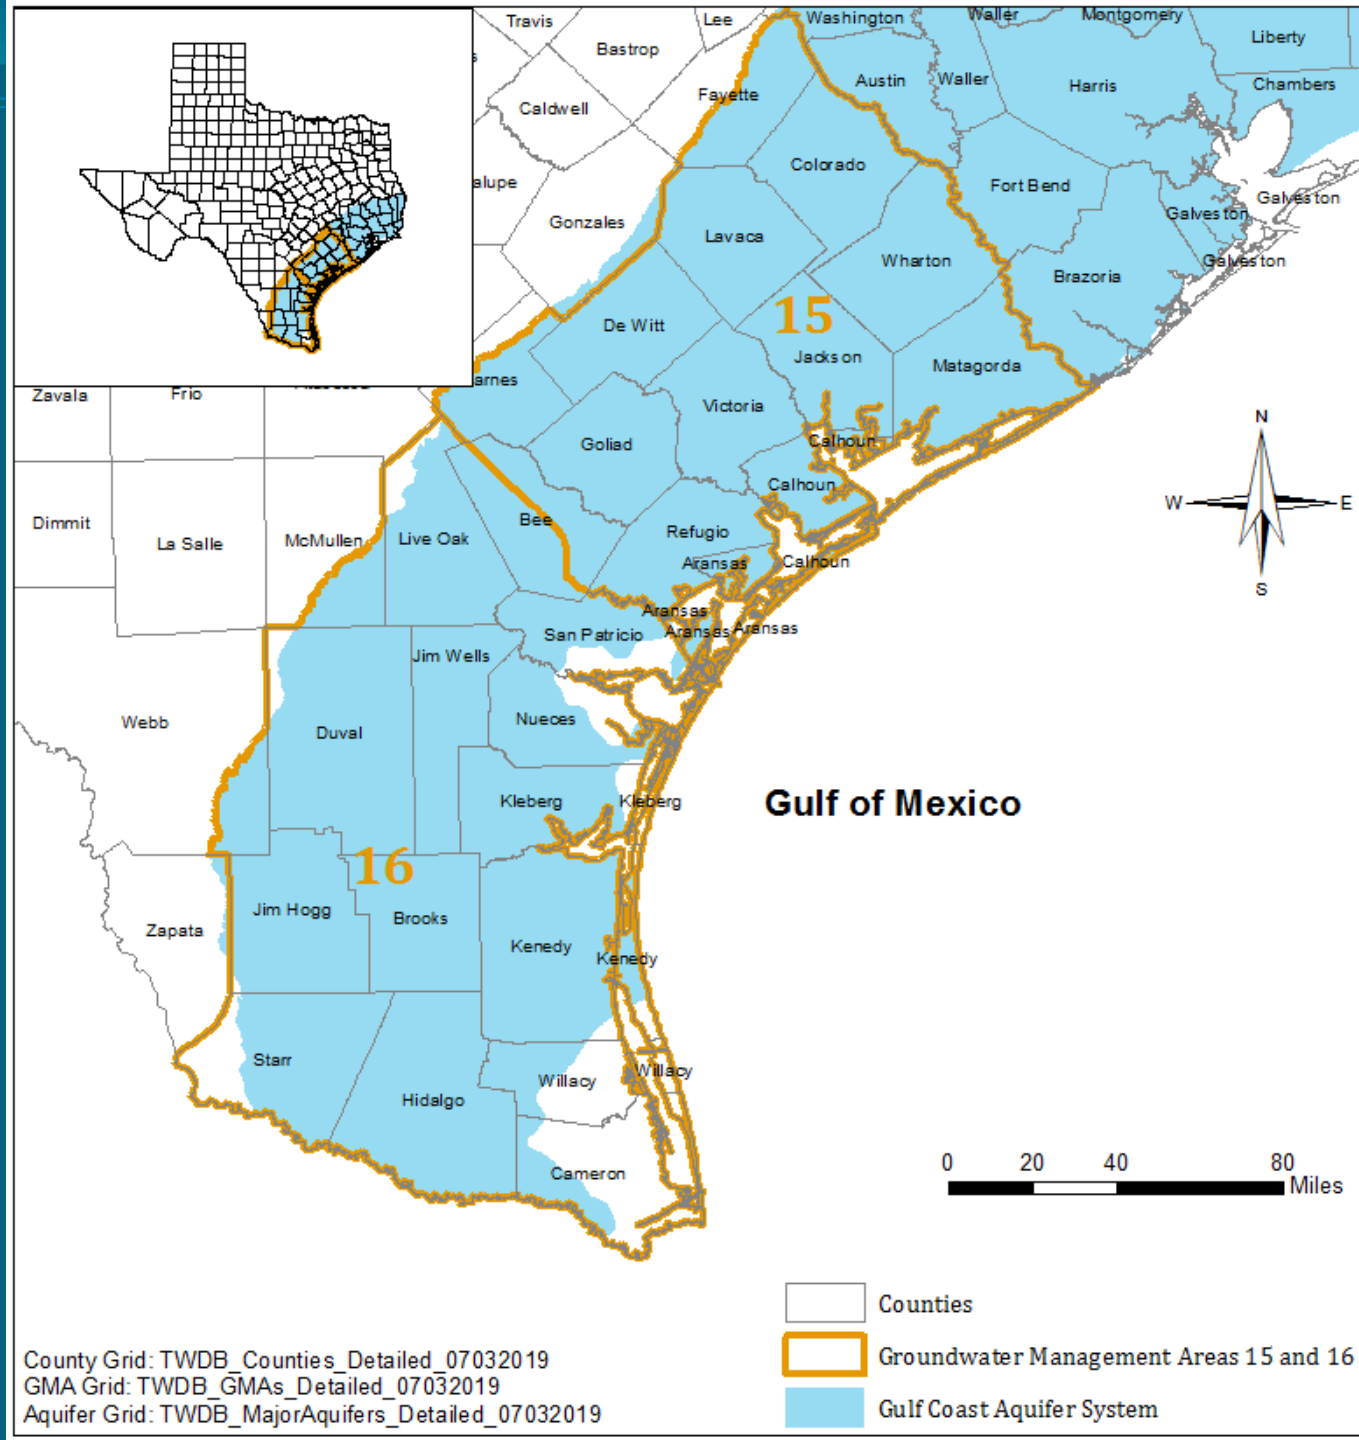 Travis
Lee
Washington
Waller
Montgomery
Liberty
Bastrop
Austin
Waller
Harris
Chambers
Caldwell
Fayette
Colorado
Fort Bend
Galveston
Galveston
Galveston
alupe
Gonzales
Lavaca
Wharton
Brazoria
De Witt
15
Jackson
Matagorda
Zavala
Frio
arnes
Victoria
Goliad
Calhoun
Calhoun
Calhoun
N
W
E
S
Dimmit
La Salle
McMullen
Live Oak
Bee
Refugio
Aransas
Aransas
Aransas
Aransas
San Patricio
Jim Wells
Webb
Duval
Nueces
Kleberg
Kleberg
Gulf of Mexico
16
Zapata
Jim Hogg
Brooks
Kenedy
Kenedy
Starr
Hidalgo
Willacy
Willacy
Cameron
0 20 40 80
Miles
Counties
Groundwater Management Areas 15 and 16
Gulf Coast Aquifer System
County Grid: TWDB_Counties_Detailed_07032019
GMA Grid: TWDB_GMAs_Detailed_07032019
Aquifer Grid: TWDB_MajorAquifers_Detailed_07032019